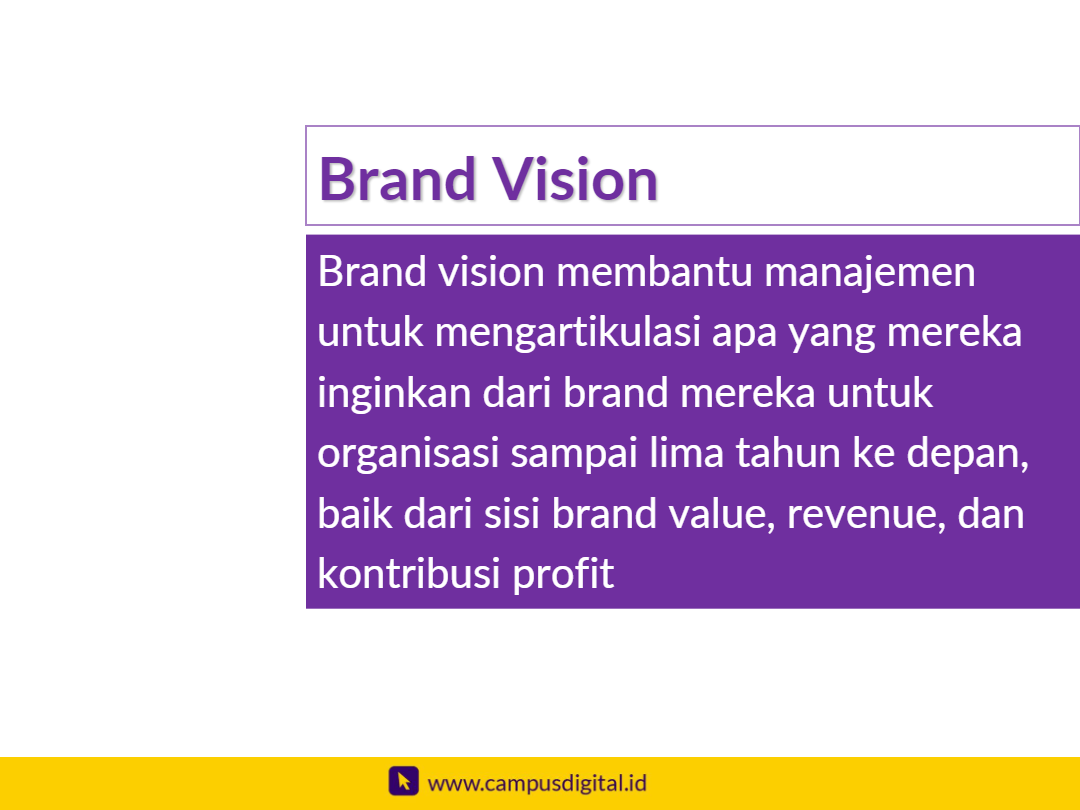 Brand Vision
Brand vision membantu manajemen
untuk mengartikulasi apa yang mereka
inginkan dari brand mereka untuk
organisasi sampai lima tahun ke depan,
baik dari sisi brand value, revenue, dan
kontribusi profit
www.campusdigital.id